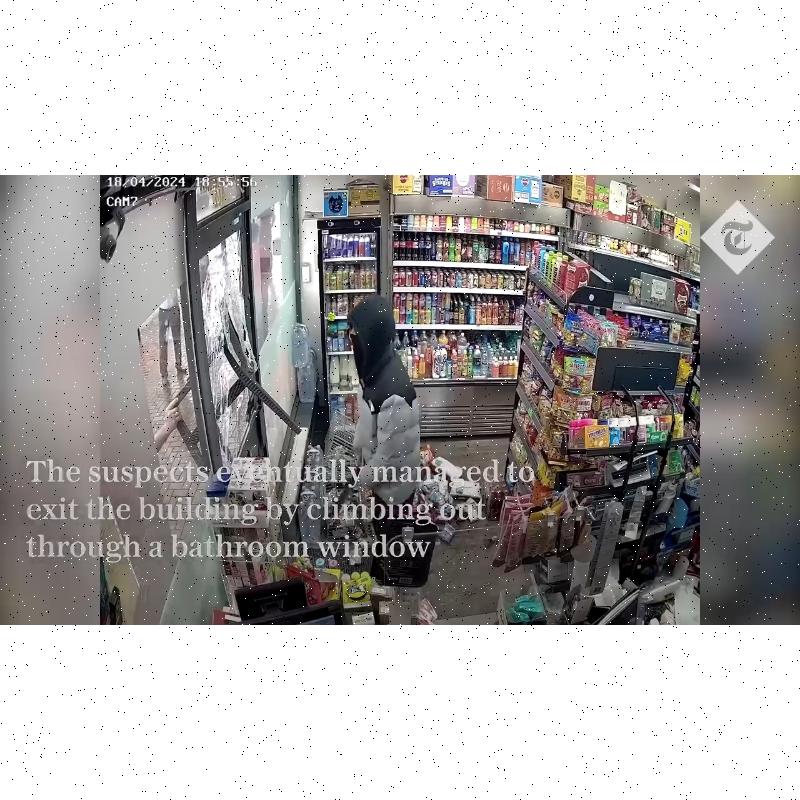 18/04/2024 18:55:56
CAM7
T
The suspects eventually managed to
exit the building by climbing out
through a bathroom window